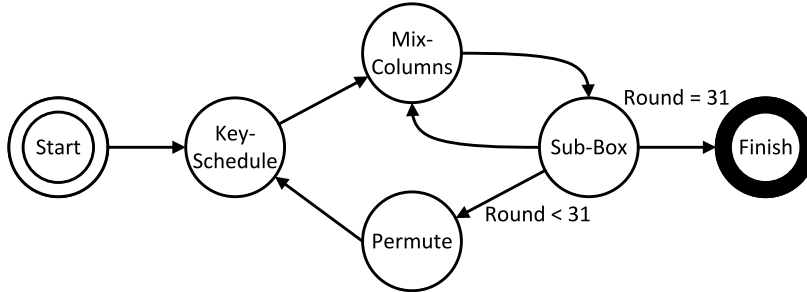 Mix-
Columns
Round = 31
Start
Key-
Schedule
Sub-Box
Finish
Round < 31
Permute